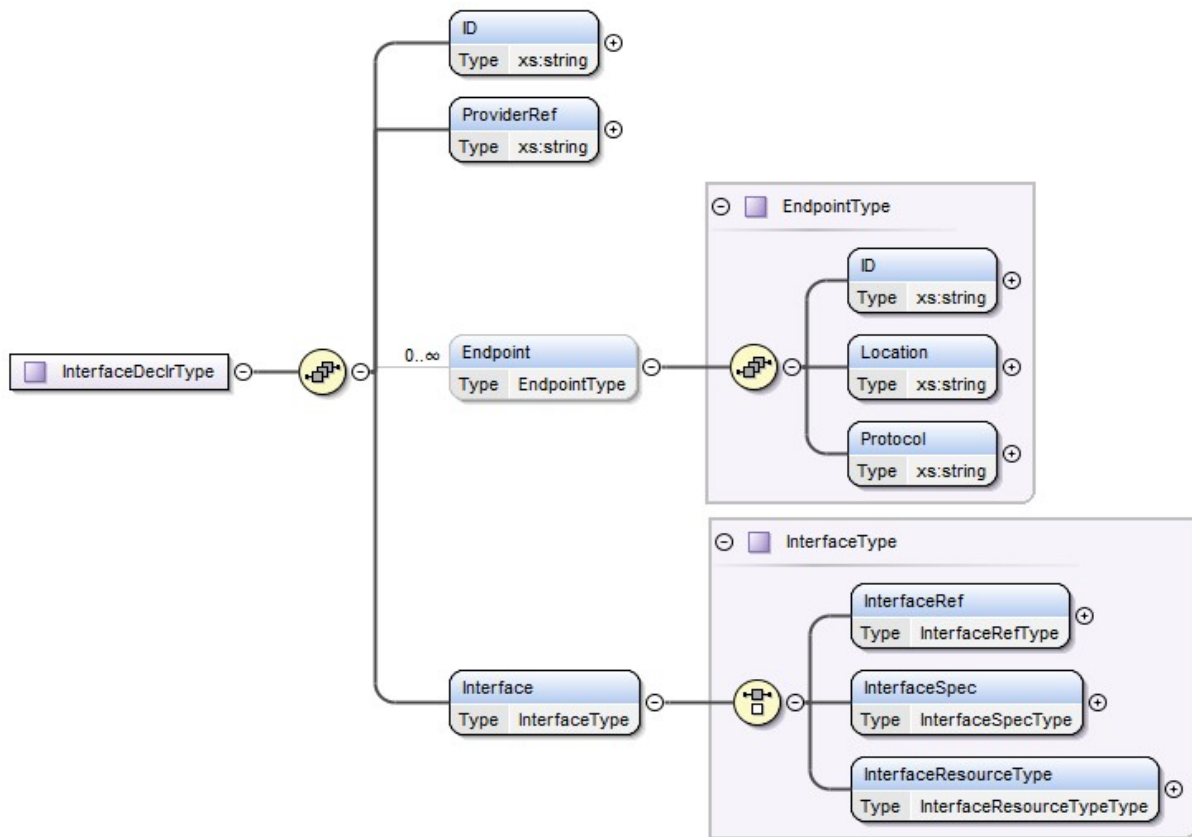 ID
Type xs:string
ProviderRef
Type xs:string
EndpointType
ID
Type xs:string
InterfaceDeclrType
0..∞
Endpoint
Type EndpointType
Location
Type xs:string
Protocol
Type xs:string
InterfaceType
InterfaceRef
Type InterfaceRefType
Interface
Type InterfaceType
InterfaceSpec
Type InterfaceSpecType
InterfaceResourceType
Type InterfaceResourceTypeType